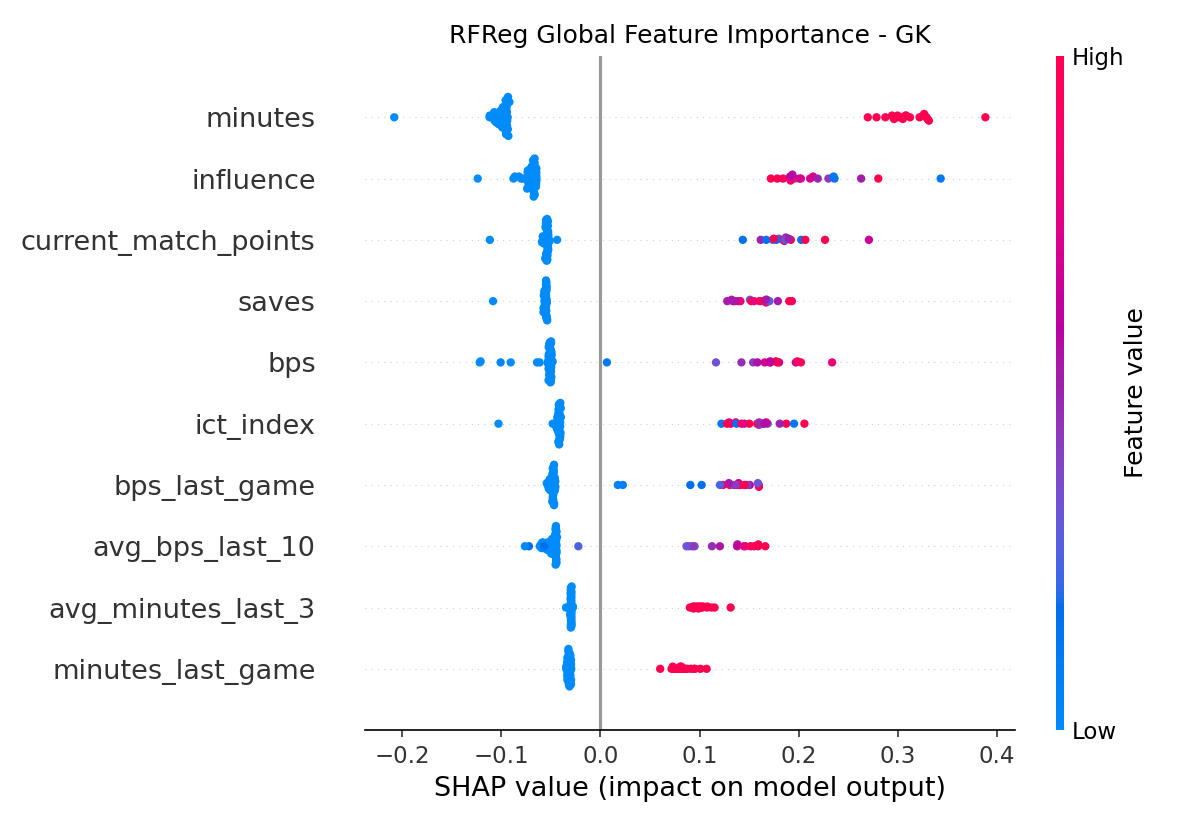 RFReg Global Feature Importance - GK
High
minutes
influence
current_match_points
saves
bps
ict_index
bps_last_game
avg_bps_last_10
avg_minutes_last_3
minutes_last_game
Feature value
Low
−0.2 −0.1 0.0 0.1 0.2 0.3 0.4
SHAP value (impact on model output)